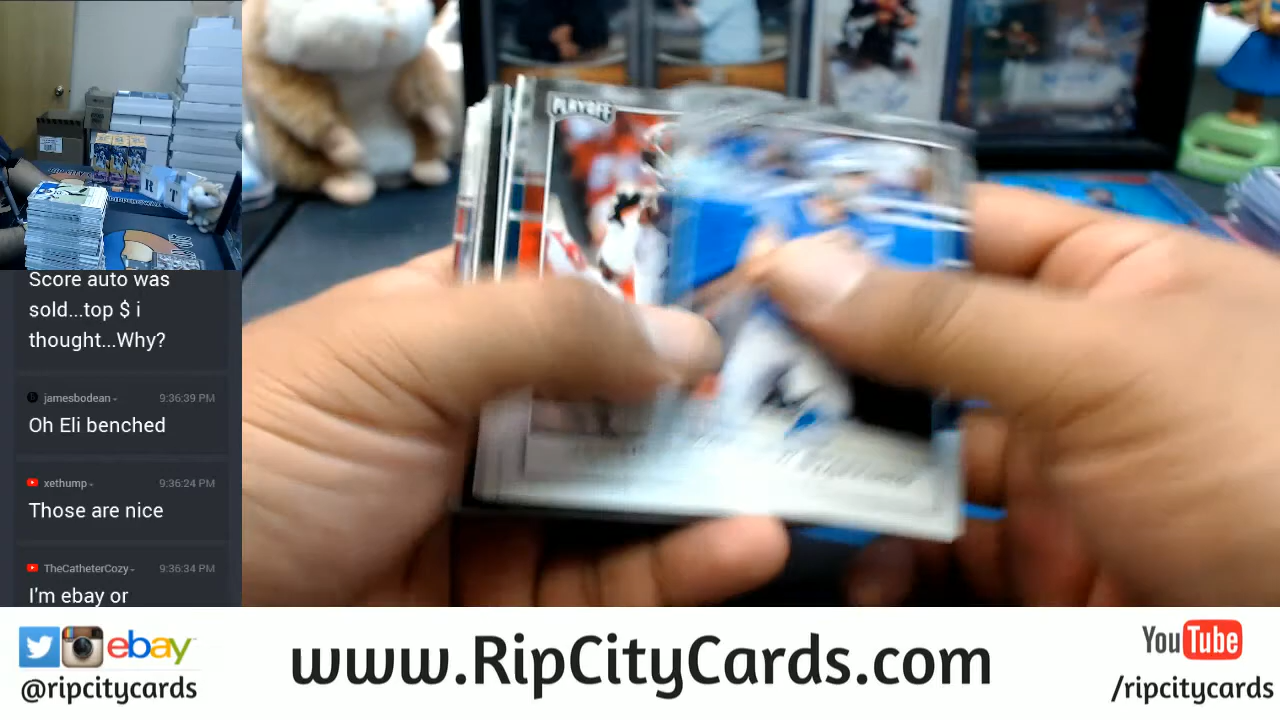 Score auto was
sold...top $ i
thought...Why?
jamesbodean
9:36:39 PM
Oh Eli benched
xethump
9:36:24 PM
Those are nice
TheCatheterCozy
9:36:34 PM
I'm ebay or
PLAYOFF
R T
ebay
@ripcitycards
www.RipCityCards.com
YouTube
/ripcitycards